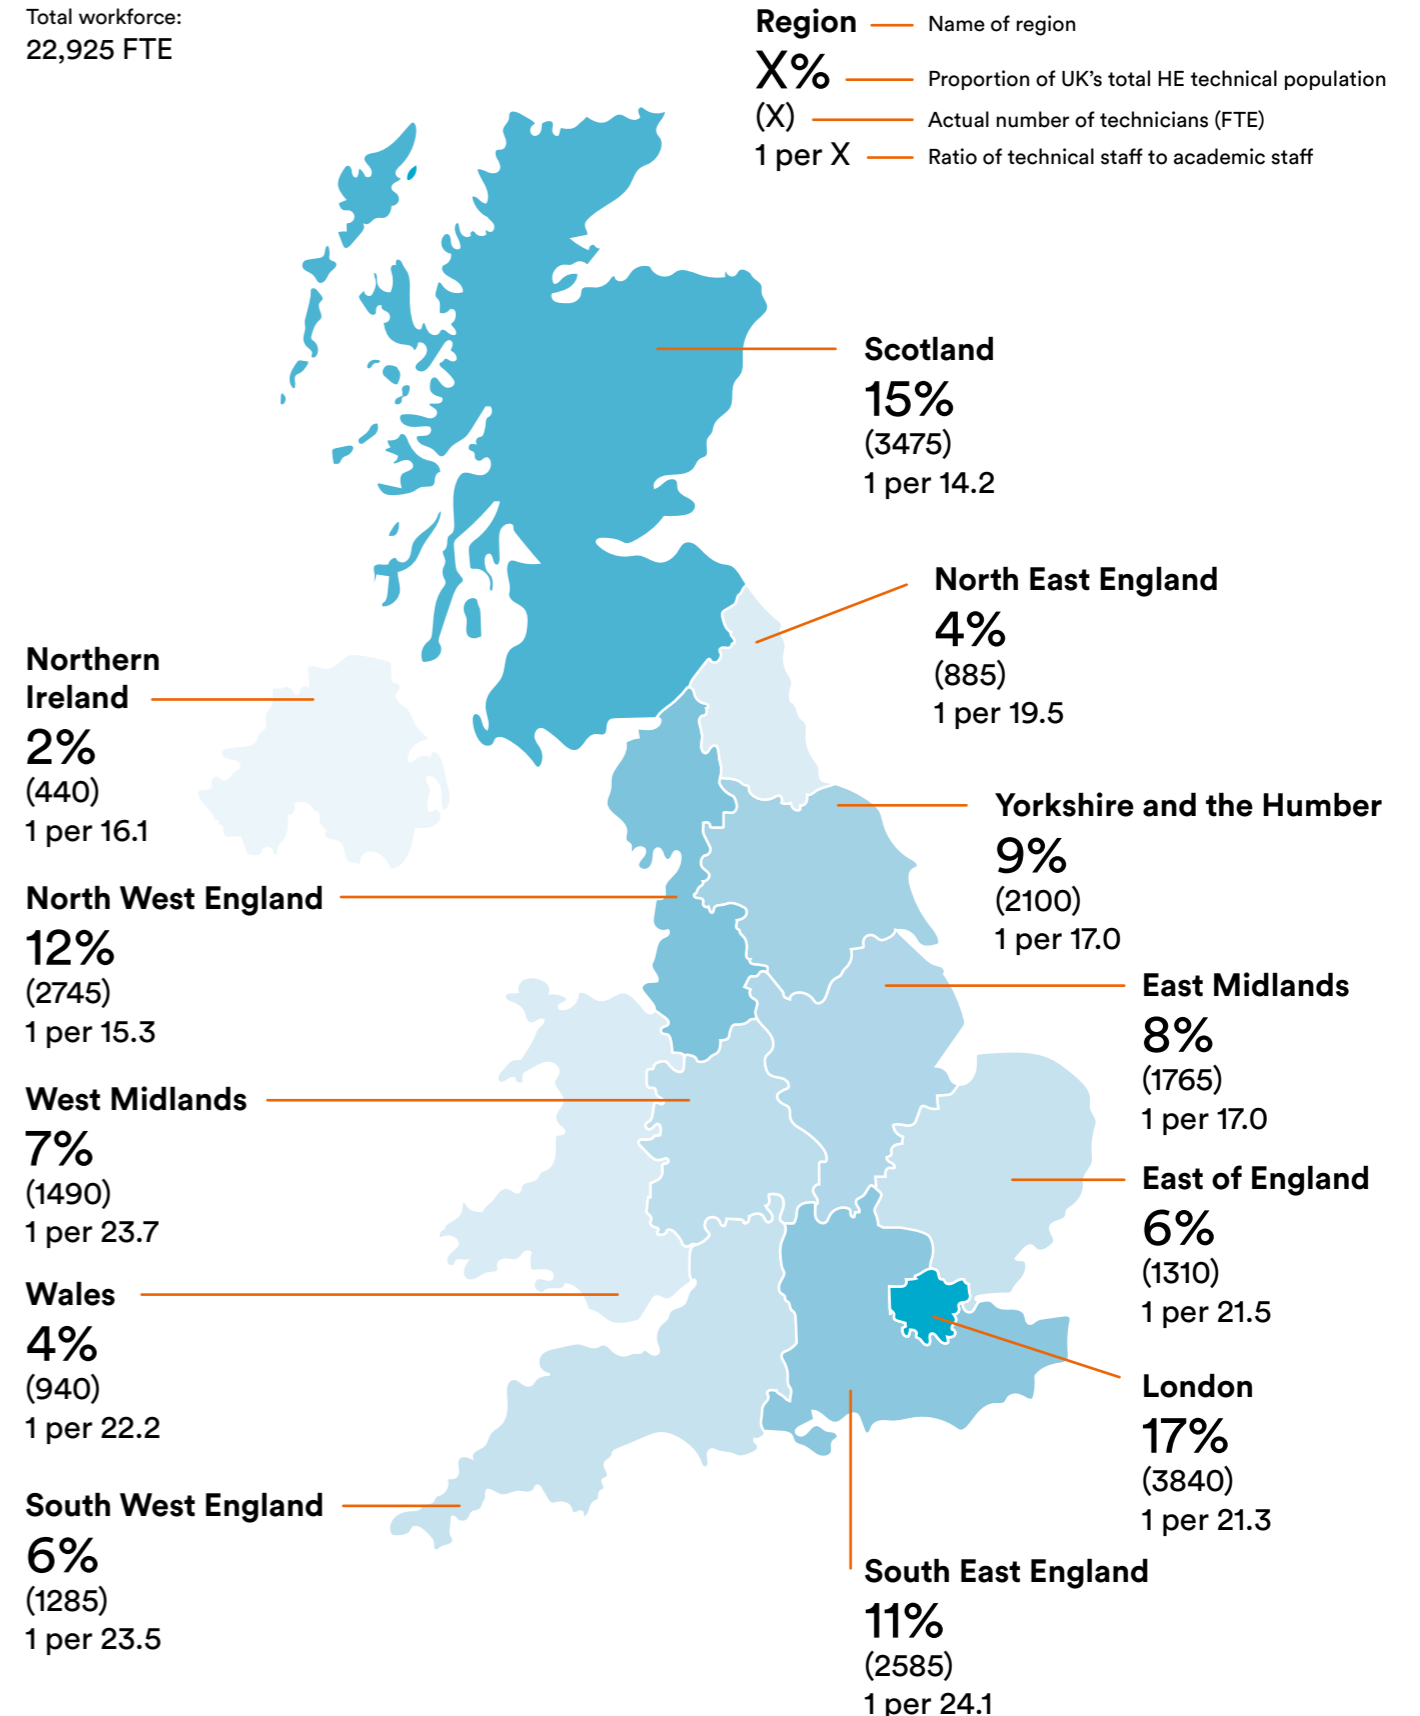 Total workforce:
22,925 FTE
Region
Name of region
X%
Proportion of UK’s total HE technical population
(X)
Actual number of technicians (FTE)
1 per X
Ratio of technical staff to academic staff
Scotland
15%
(3475)
1 per 14.2
North East England
4%
(885)
1 per 19.5
Northern
Ireland
2%
(440)
1 per 16.1
Yorkshire and the Humber
9%
(2100)
1 per 17.0
North West England
12%
(2745)
1 per 15.3
East Midlands
8%
(1765)
1 per 17.0
West Midlands
7%
(1490)
1 per 23.7
East of England
6%
(1310)
1 per 21.5
Wales
4%
(940)
1 per 22.2
London
17%
(3840)
1 per 21.3
South West England
6%
(1285)
1 per 23.5
South East England
11%
(2585)
1 per 24.1